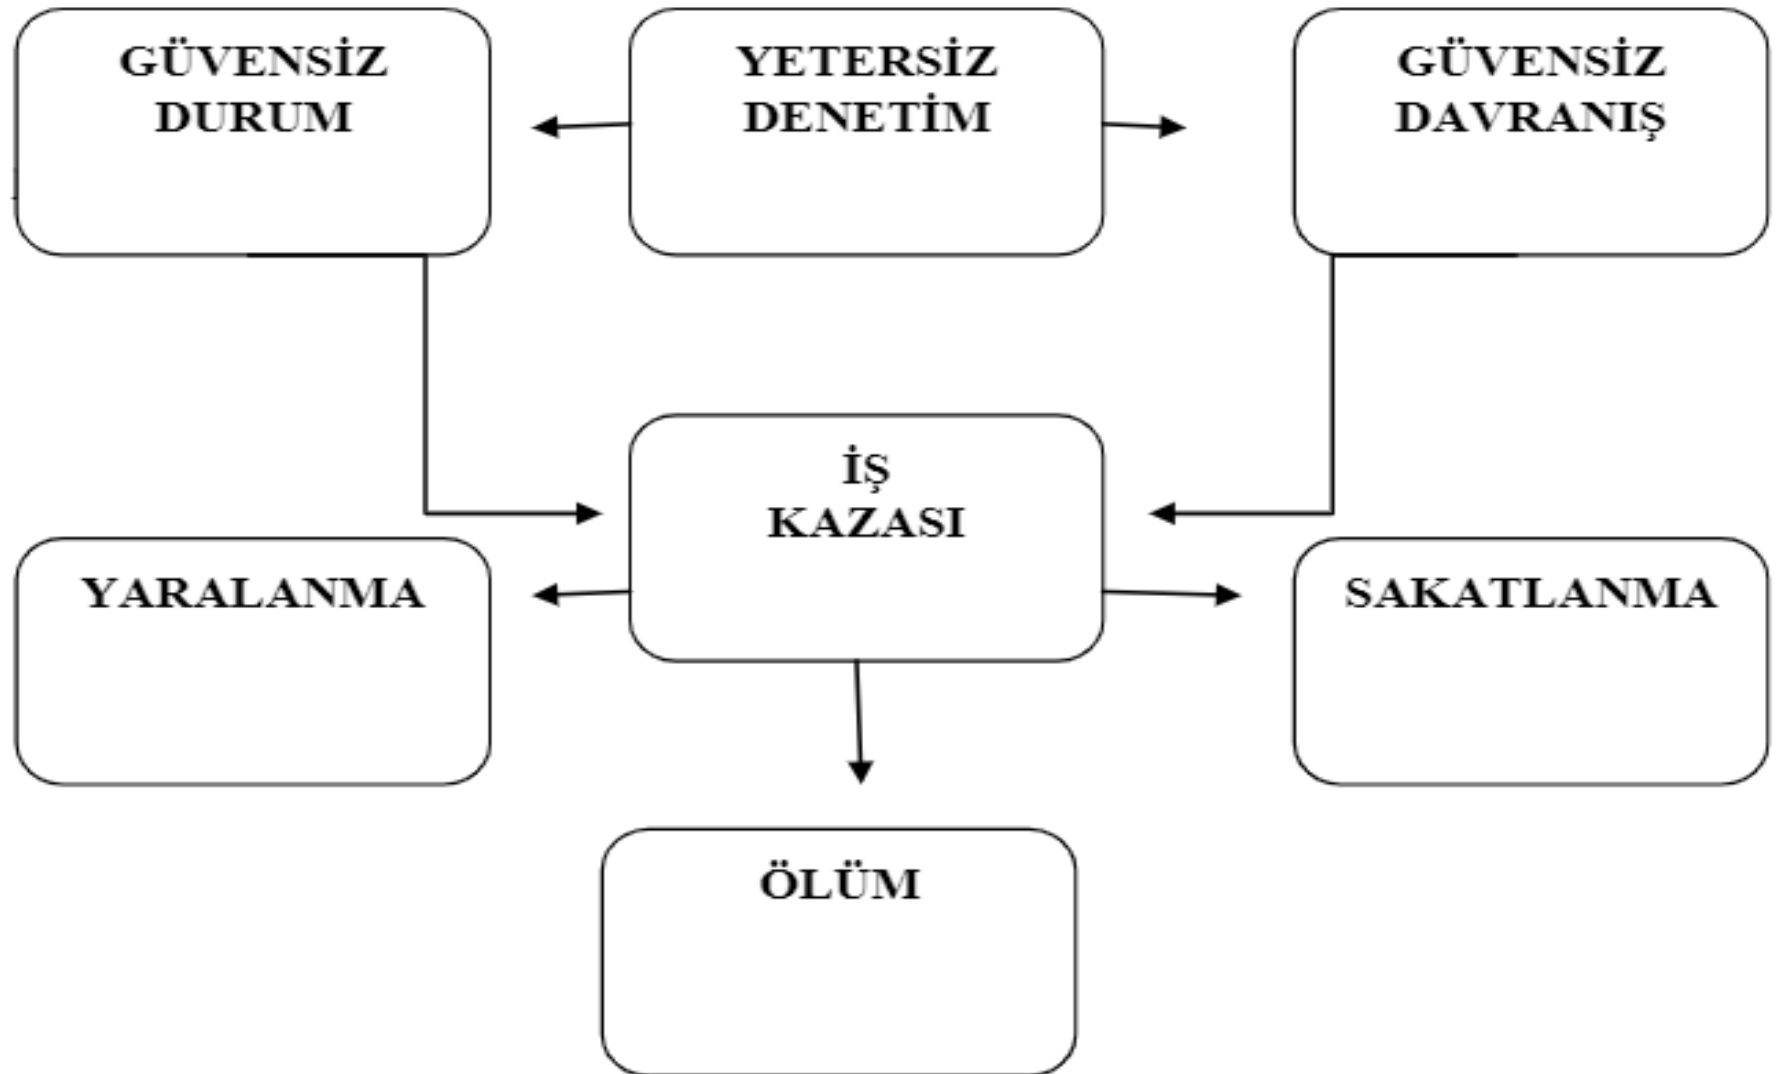 GÜVENSİZ
DURUM
YETERSİZ
DENETİM
GÜVENSİZ
DAVRANIŞ
İŞ
KAZASI
YARALANMA
SAKATLANMA
ÖLÜM